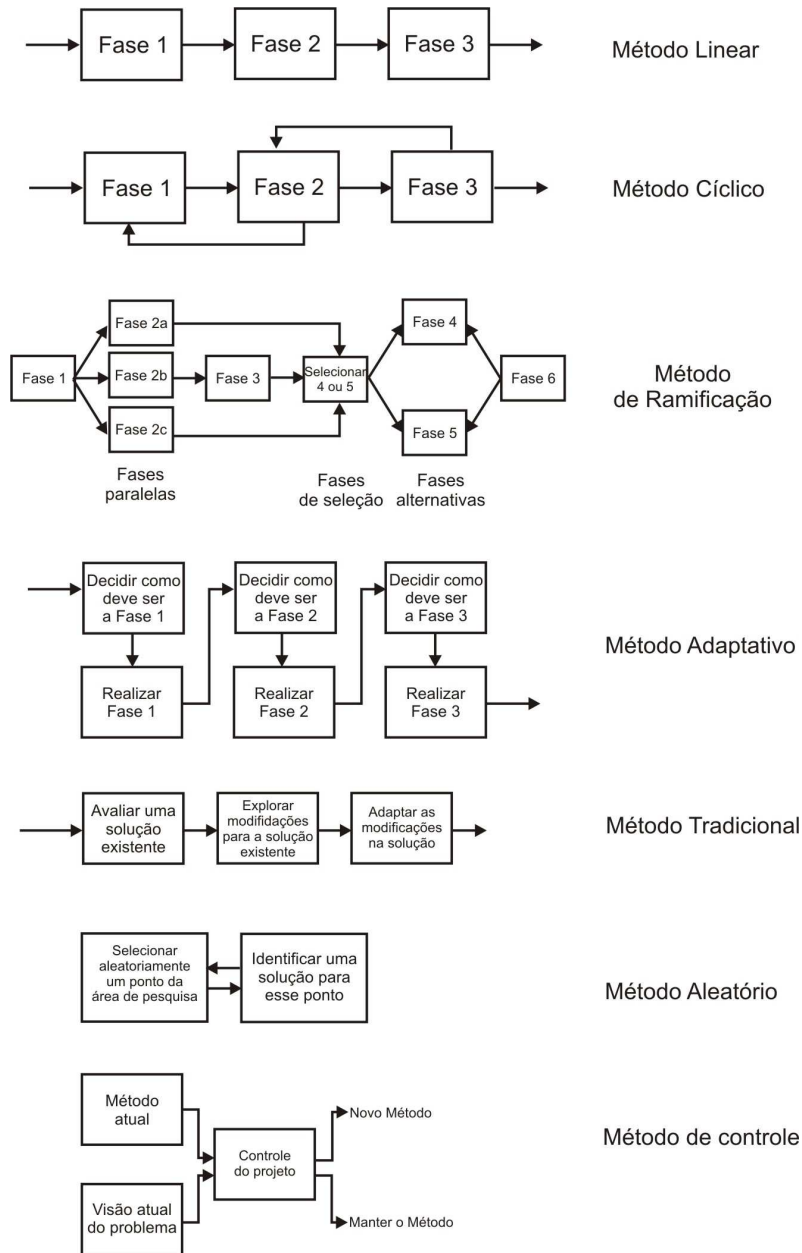 Fase 1
Fase 2
Fase 3
Método Linear
Fase 1
Fase 2
Fase 3
Método Cíclico
Fase 1
Fase 2a
Fase 2b
Fase 2c
Fase 3
Selecionar
4 ou 5
Fase 4
Fase 5
Fase 6
Fases
paralelas
Fases
de seleção
Fases
alternativas
Método
de Ramificação
Decidir como
deve ser
a Fase 1
Realizar
Fase 1
Decidir como
deve ser
a Fase 2
Realizar
Fase 2
Decidir como
deve ser
a Fase 3
Realizar
Fase 3
Método Adaptativo
Avaliar uma
solução
existente
Explorar
modifidações
para a solução
existente
Adaptar as
modificações
na solução
Método Tradicional
Selecionar
aleatoriamente
um ponto da
área de pesquisa
Identificar uma
solução para
esse ponto
Método Aleatório
Método
atual
Visão atual
do problema
Controle
do projeto
Novo Método
Manter o Método
Método de controle